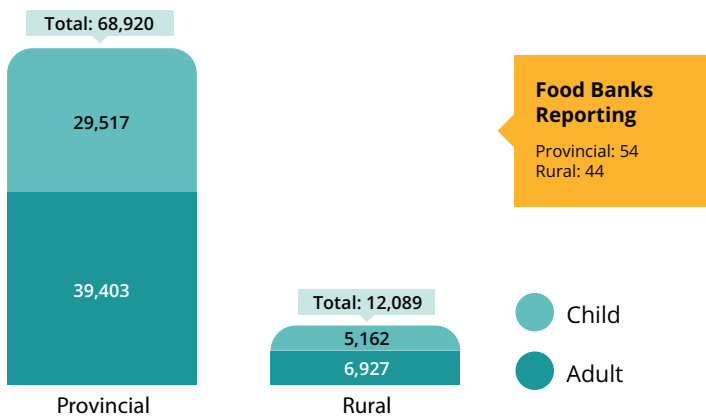 Total: 68,920
29,517
39,403
Provincial
Total: 12,089
5,162
6,927
Rural
Food Banks
Reporting
Provincial: 54
Rural: 44
Child
Adult